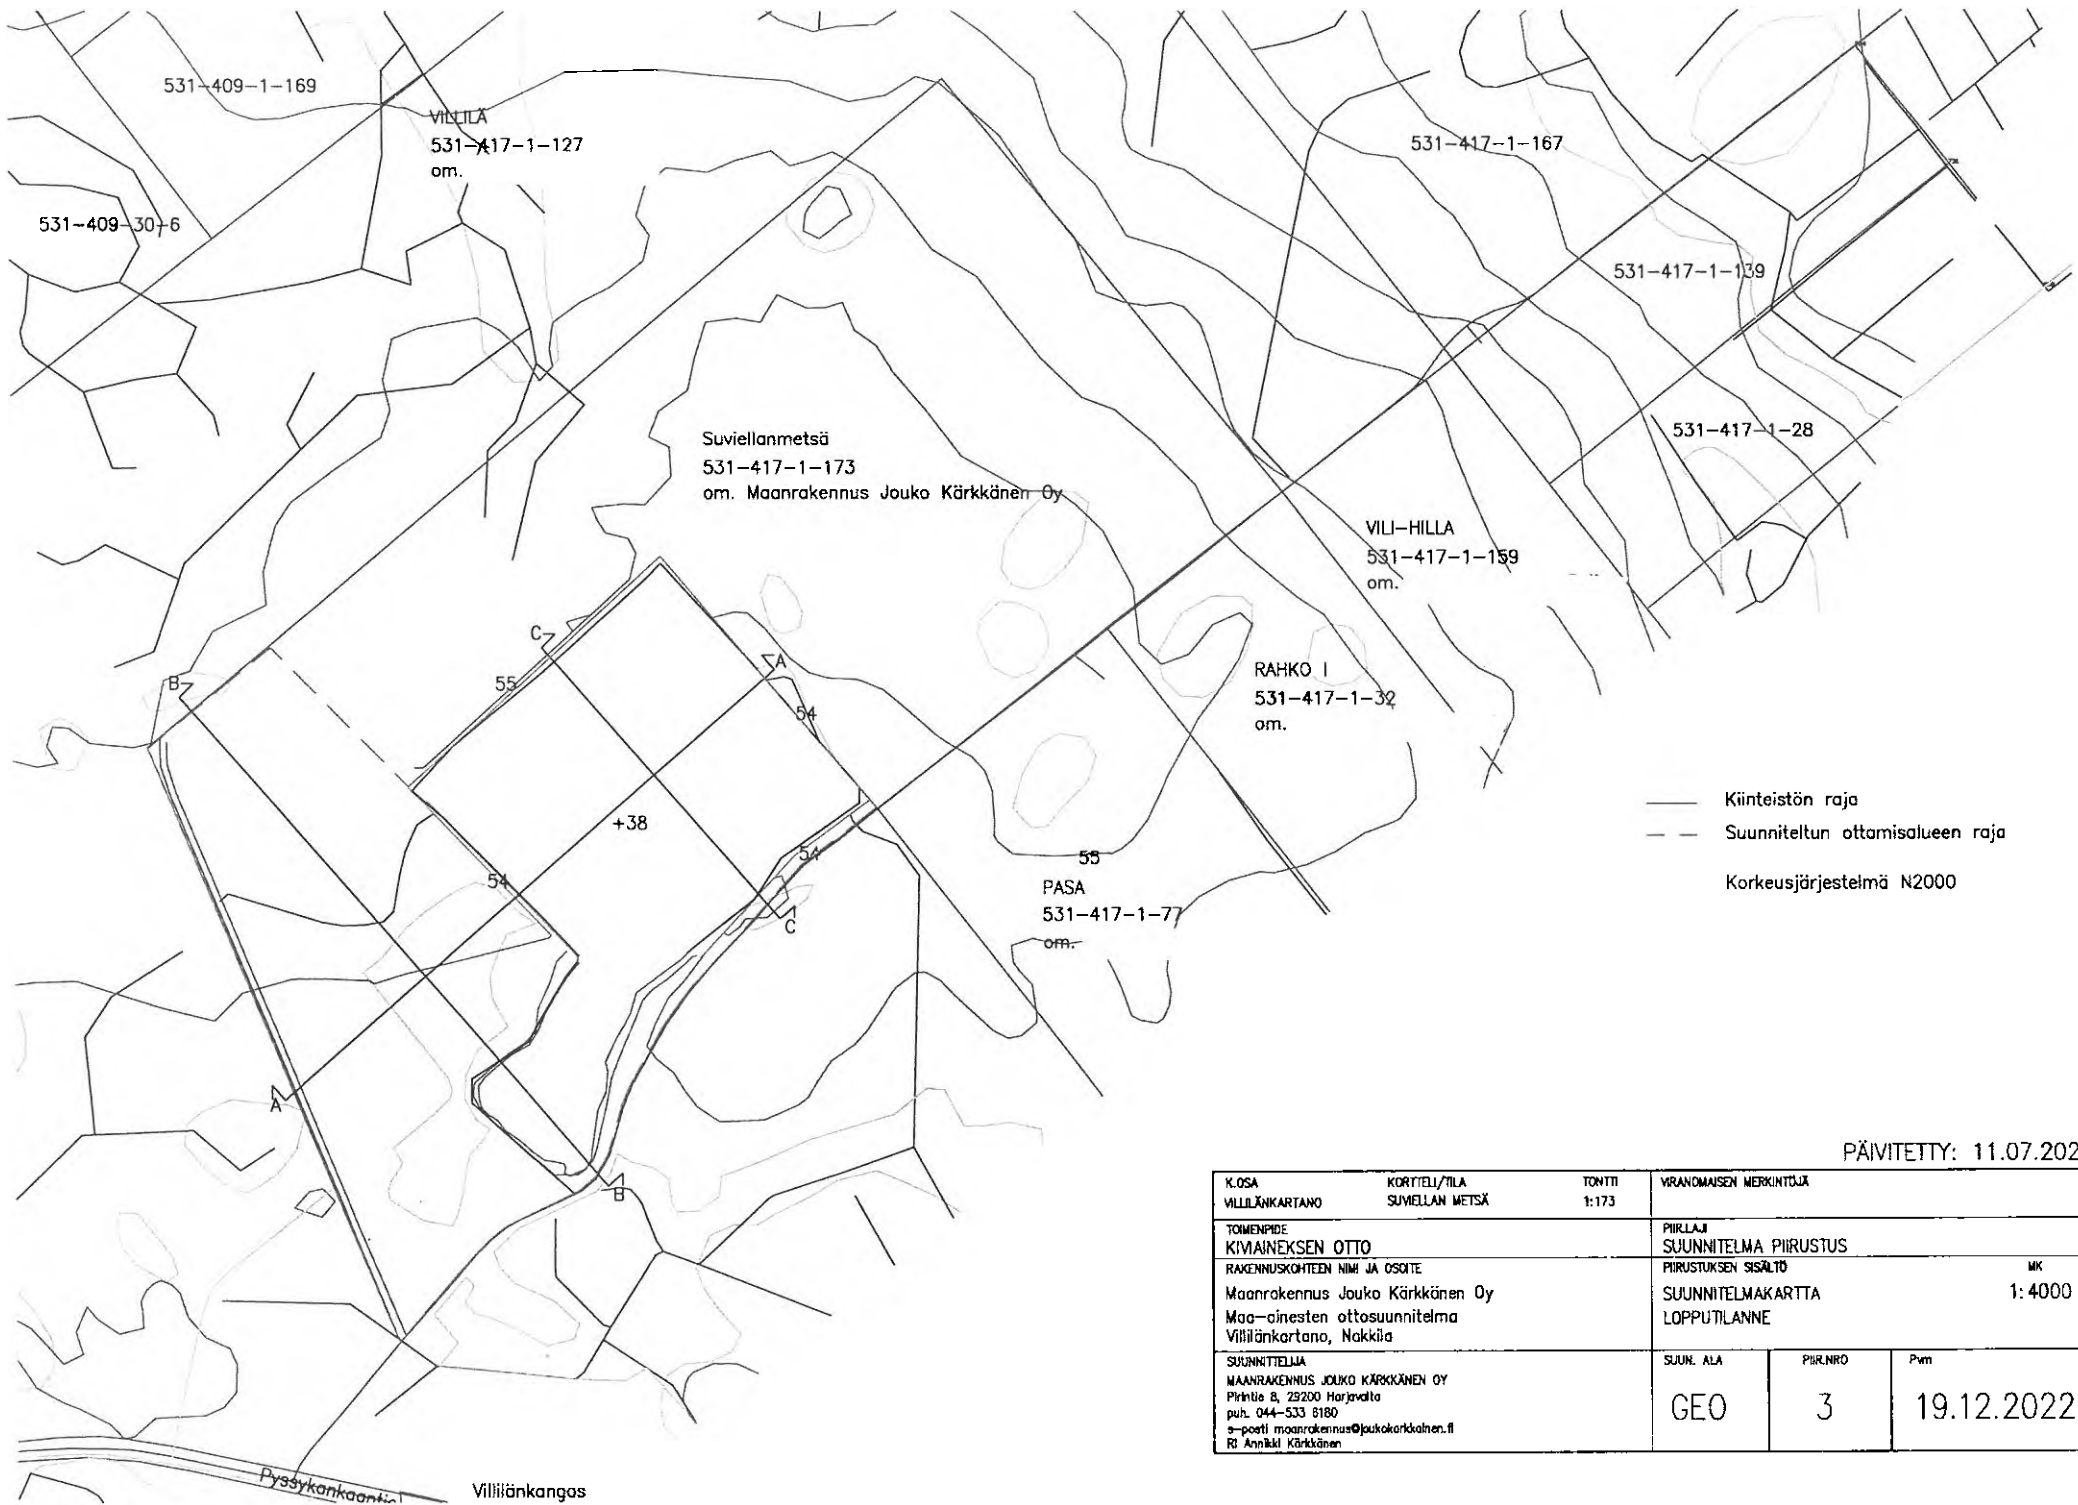 531-409-1-169
VILLILÄ
531-417-1-127
om.
531-409-30-6
531-417-1-167
531-417-1-139
531-417-1-28
Suviellanmetsä
531-417-1-173
om. Maanrakennus Jouko Kärkkänen Oy
VILI-HILLA
531-417-1-159
om.
RAHKO I
531-417-1-32
om.
C
A
B
55
54
+38
54
54
55
PASA
531-417-1-77
om.
C
A
B
Kiinteistön raja
Suunniteltun ottamisalueen raja
Korkeusjärjestelmä N2000
PÄIVITETTY: 11.07.202
K.OSA KORTTELI/TILA TONTTI VIRANOMAISEN MERKINTÖJÄ
VILLILÄNKARTANO SUVIELLAN METSÄ 1:173
TOIMENPIDE PIIR.LAJI
KIVIAINEKSEN OTTO SUUNNITELMA PIIRUSTUS
RAKENNUSKOHTEEN NIMI JA OSOITE PIIRUSTUKSEN SISÄLTÖ MK
Maanrakennus Jouko Kärkkänen Oy SUUNNITELMAKARTTA 1:4000
Maa-ainesten ottosuunnitelma LOPPUTILANNE
Villilänkartano, Nakkila
SUUNNITTELIJA SUUN. ALA PIIR.NRO Pvm
MAANRAKENNUS JOUKO KÄRKKÄNEN OY
Pirintie 8, 29200 Harjavalta
puh. 044-533 6180
GEO 3 19.12.2022
s-posti maanrakennus@joukokarkkainen.fi
RI Annikki Kärkkänen
Pyssykankaantie
Villilänkangas